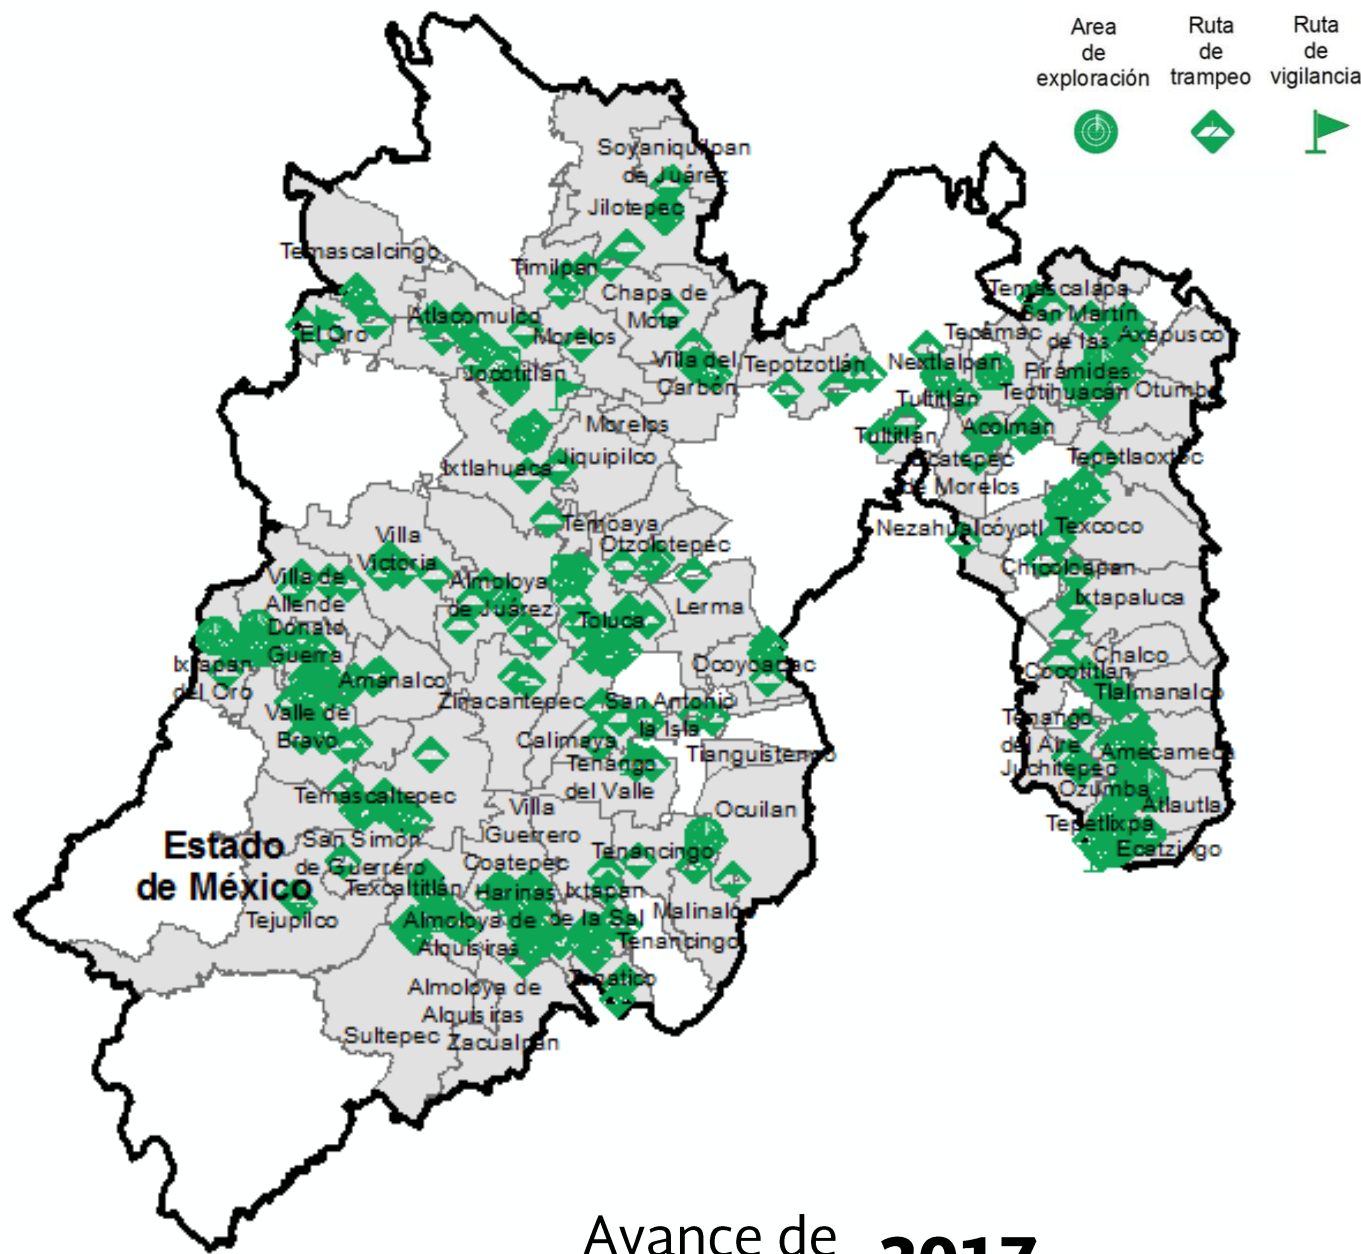 Area
de
exploración
Ruta
de
trampeo
Ruta
de
vigilancia
Soyaniquilpan
de Juárez
Jilotepec
Temascalcingo
Timilpan
Chapa de
Mota
El Oro
Atlacomulco
Morelos
Jocotitlán
Villa del
Carbón
Tepotzotlán
Temascalapa
San Martín
de las
Pirámides
Tecámac
Axapusco
Nextlalpan
Teotihuacán
Otumba
Tultitlán
Tultitlán
Acolman
Ecatepec
de Morelos
Tepetlaoxtoc
Morelos
Jiquipilco
Ixtlahuaca
Temoaya
Otzolotepec
Nezahualcóyotl
Texcoco
Chicoloapan
Ixtapaluca
Villa
Victoria
Villa de
Allende
Almoloya
de Juárez
Donato
Guerra
Toluca
Lerma
Ixtapan
del Oro
Amanalco
Ocoyoacac
Chalco
Cocotitlán
Tlalmanalco
Zinacantepec
San Antonio
la Isla
Valle de
Bravo
Calimaya
Tenango
del Valle
Tianguistenco
Tenango
del Aire
Juchitepec
Amecameca
Ozumba
Atlautla
Tepetlixpa
Ecatzingo
Temascaltepec
Villa
Guerrero
Ocuilan
Estado
de México
San Simón
de Guerrero
Texcaltitlán
Coatepec
Harinas
Tenancingo
Ixtapan
de la Sal
Malinalco
Tejupilco
Almoloya de
Alquisiras
Tenancingo
Tonatico
Almoloya de
Alquisiras
Sultepec
Zacualpan
Avance de
2017